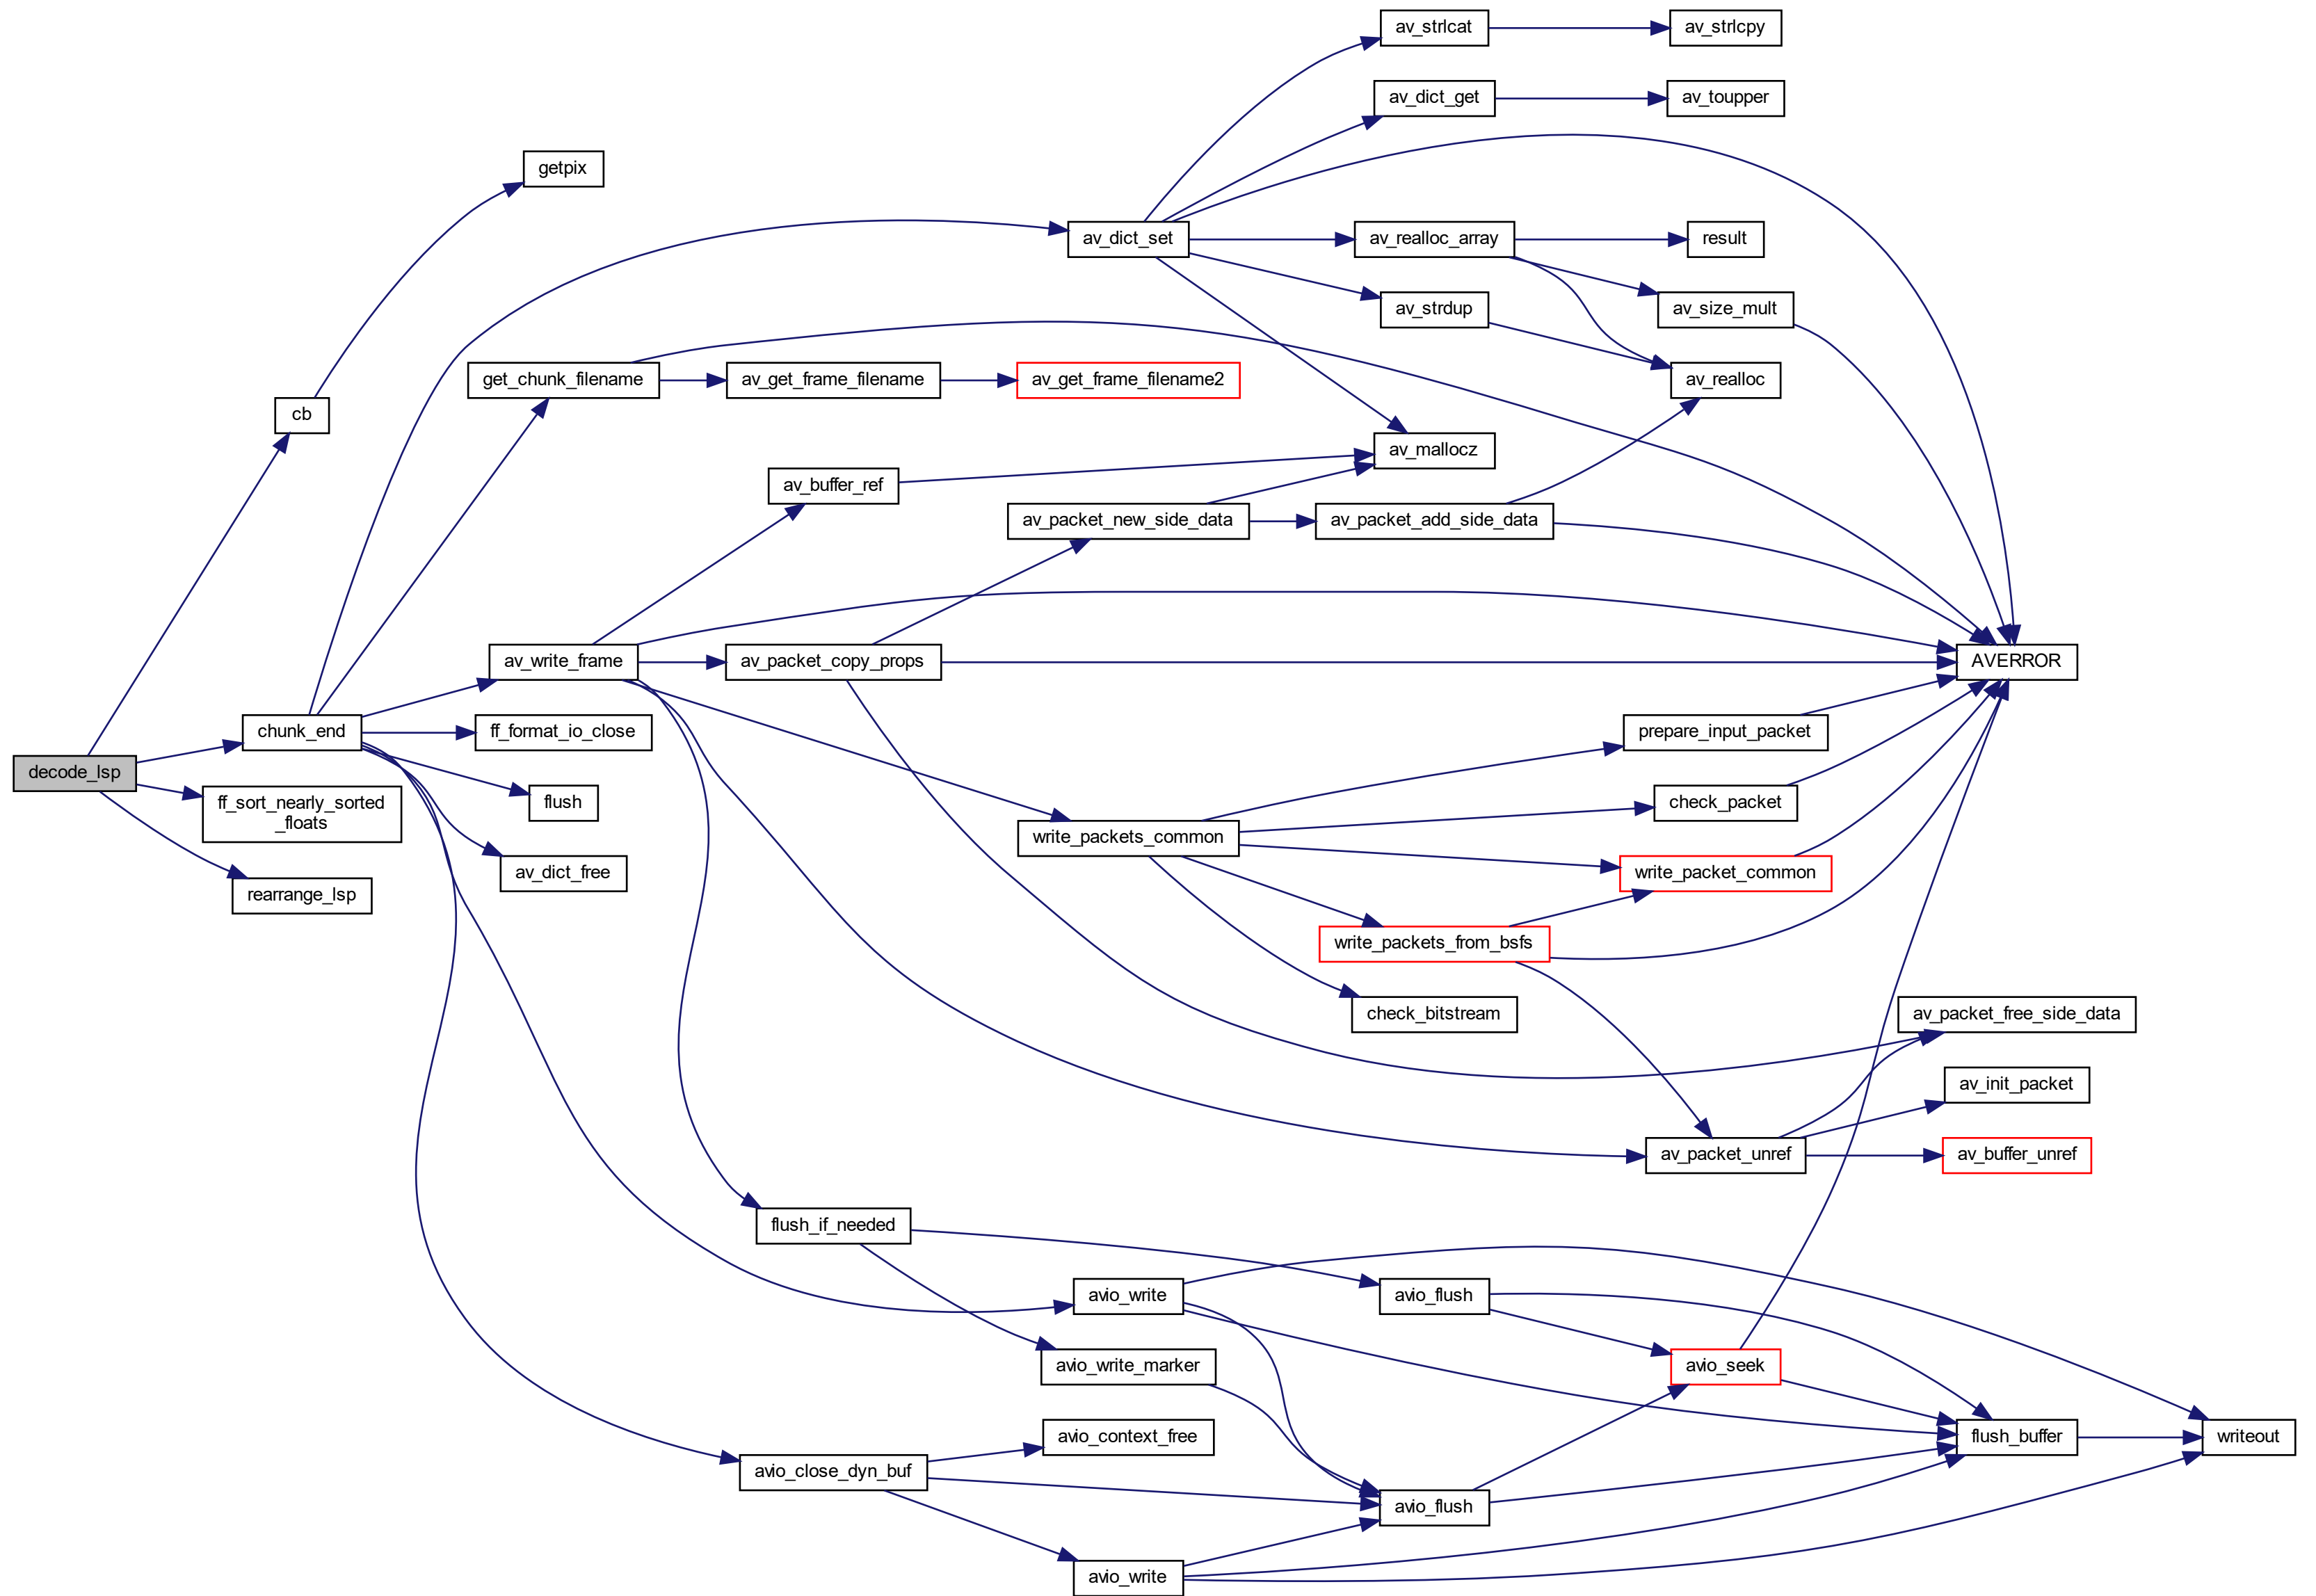 av_strlcat
av_strlcpy
av_dict_get
av_toupper
getpix
av_dict_set
av_realloc_array
result
av_strdup
av_size_mult
get_chunk_filename
av_get_frame_filename
av_get_frame_filename2
av_realloc
cb
av_mallocz
av_buffer_ref
av_packet_new_side_data
av_packet_add_side_data
av_write_frame
av_packet_copy_props
AVERROR
chunk_end
ff_format_io_close
prepare_input_packet
decode_lsp
ff_sort_nearly_sorted
_floats
flush
check_packet
write_packets_common
av_dict_free
write_packet_common
rearrange_lsp
write_packets_from_bsfs
check_bitstream
av_packet_free_side_data
av_init_packet
av_packet_unref
av_buffer_unref
flush_if_needed
avio_write
avio_flush
avio_write_marker
avio_seek
avio_context_free
flush_buffer
writeout
avio_close_dyn_buf
avio_flush
avio_write